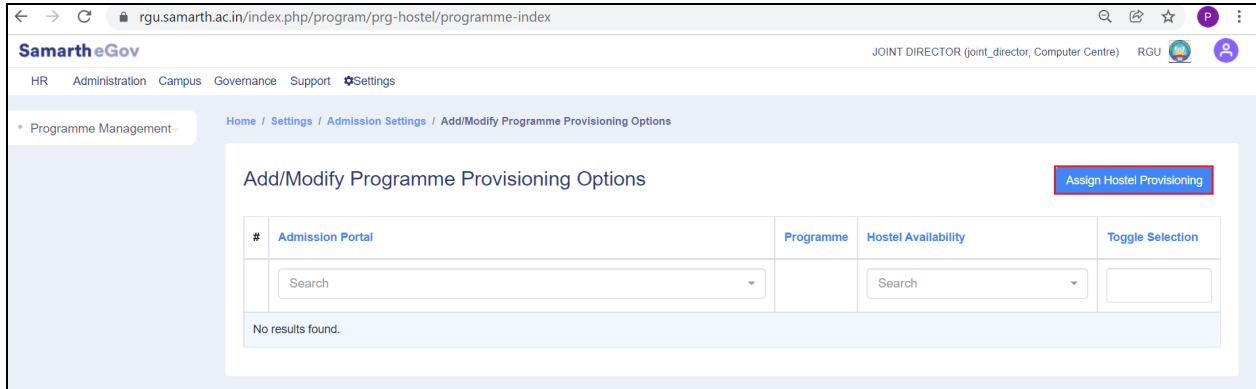 rgu.samarth.ac.in/index.php/program/prg-hostel/programme-index
P
Samarth eGov
JOINT DIRECTOR (joint_director, Computer Centre) RGU
HR Administration Campus Governance Support Settings
Programme Management
Home / Settings / Admission Settings / Add/Modify Programme Provisioning Options
Add/Modify Programme Provisioning Options
Assign Hostel Provisioning
# Admission Portal Programme Hostel Availability Toggle Selection
Search Search
No results found.